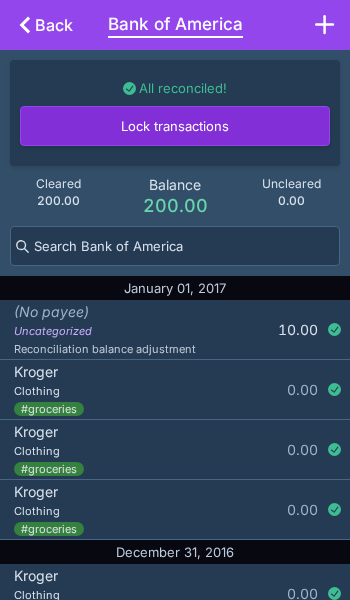 Back
Bank of America
All reconciled!
Lock transactions
Cleared
200.00
Balance
200.00
Uncleared
0.00
Search Bank of America
January 01, 2017
(No payee)
Uncategorized
Reconciliation balance adjustment
10.00
Kroger
Clothing
#groceries
0.00
Kroger
Clothing
#groceries
0.00
Kroger
Clothing
#groceries
0.00
December 31, 2016
Kroger
Clothing
0.00